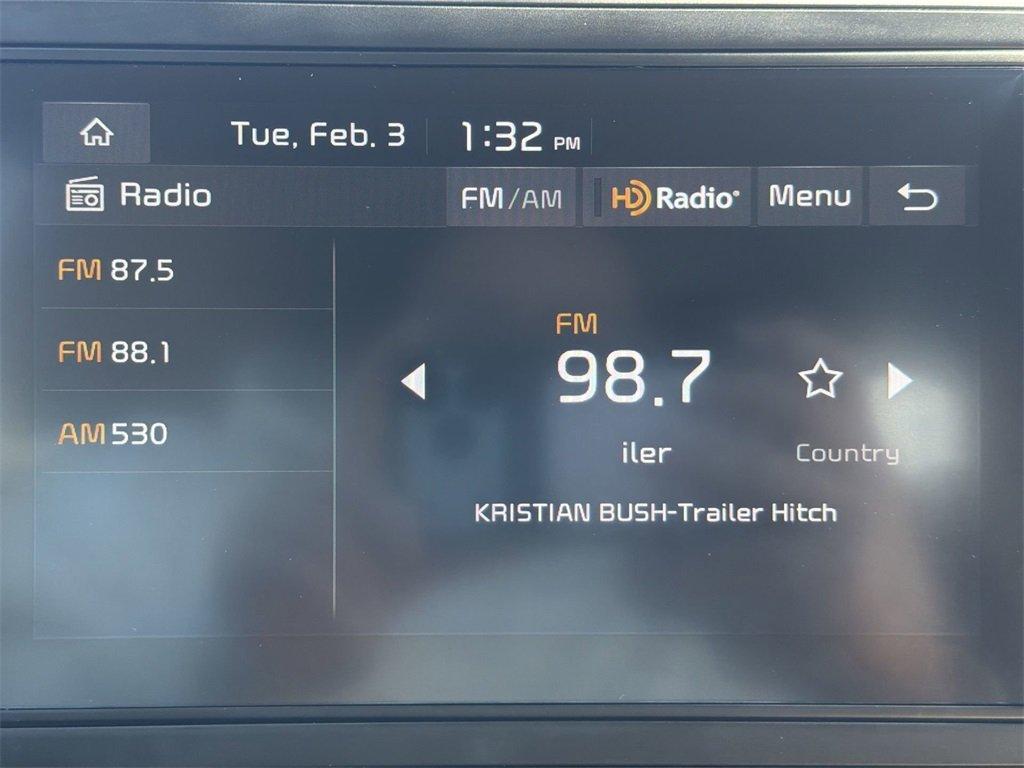 Tue, Feb. 3 1:32 PM
Radio FM/AM HD Radio® Menu
FM 87.5
FM 88.1
AM 530
FM
98.7
iler Country
KRISTIAN BUSH-Trailer Hitch